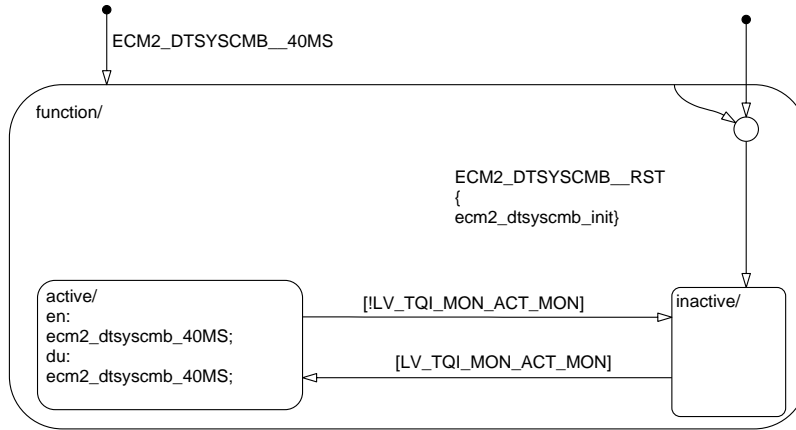 ECM2_DTSYSCMB__40MS
function/
ECM2_DTSYSCMB__RST
{
ecm2_dtsyscmb_init}
active/
en:
ecm2_dtsyscmb_40MS;
du:
ecm2_dtsyscmb_40MS;
[!LV_TQI_MON_ACT_MON]
[LV_TQI_MON_ACT_MON]
inactive/